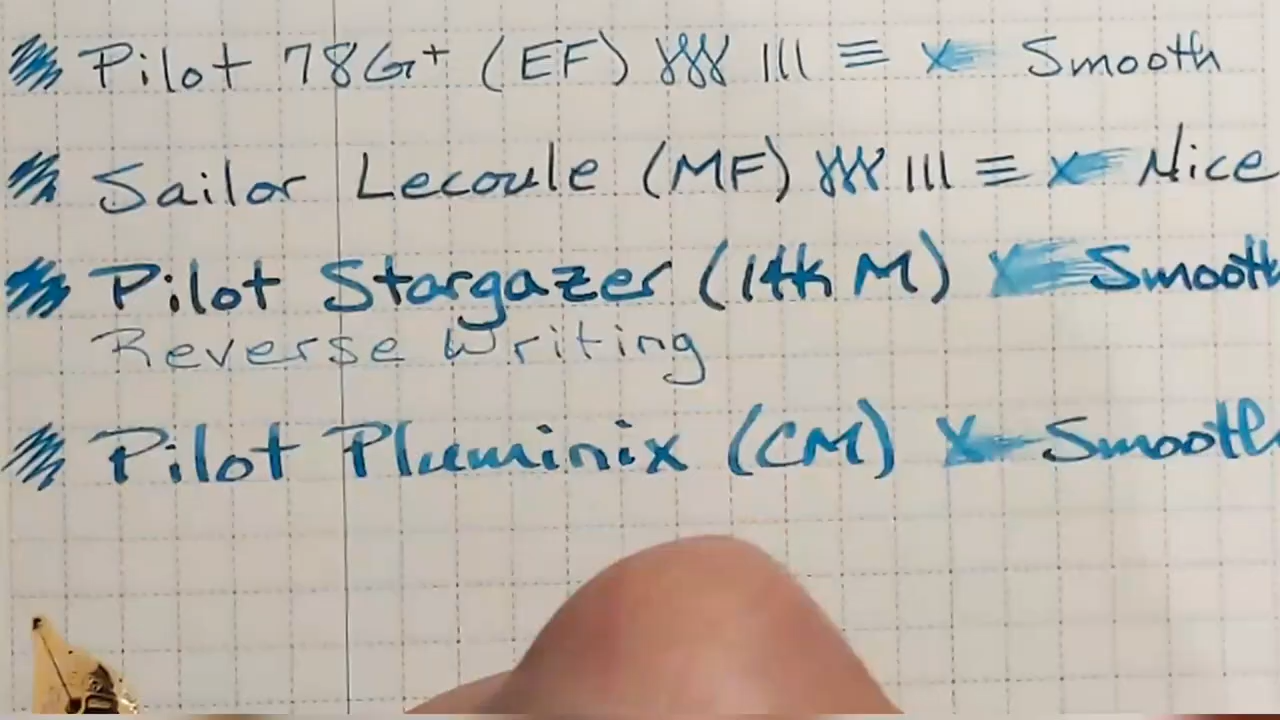 Pilot 78G+ (EF) Smooth
Sailor Lecoule (MF) Nice
Pilot Stargazer (14k M) Smooth
Reverse Writing
Pilot Pluminix (CM) Smooth